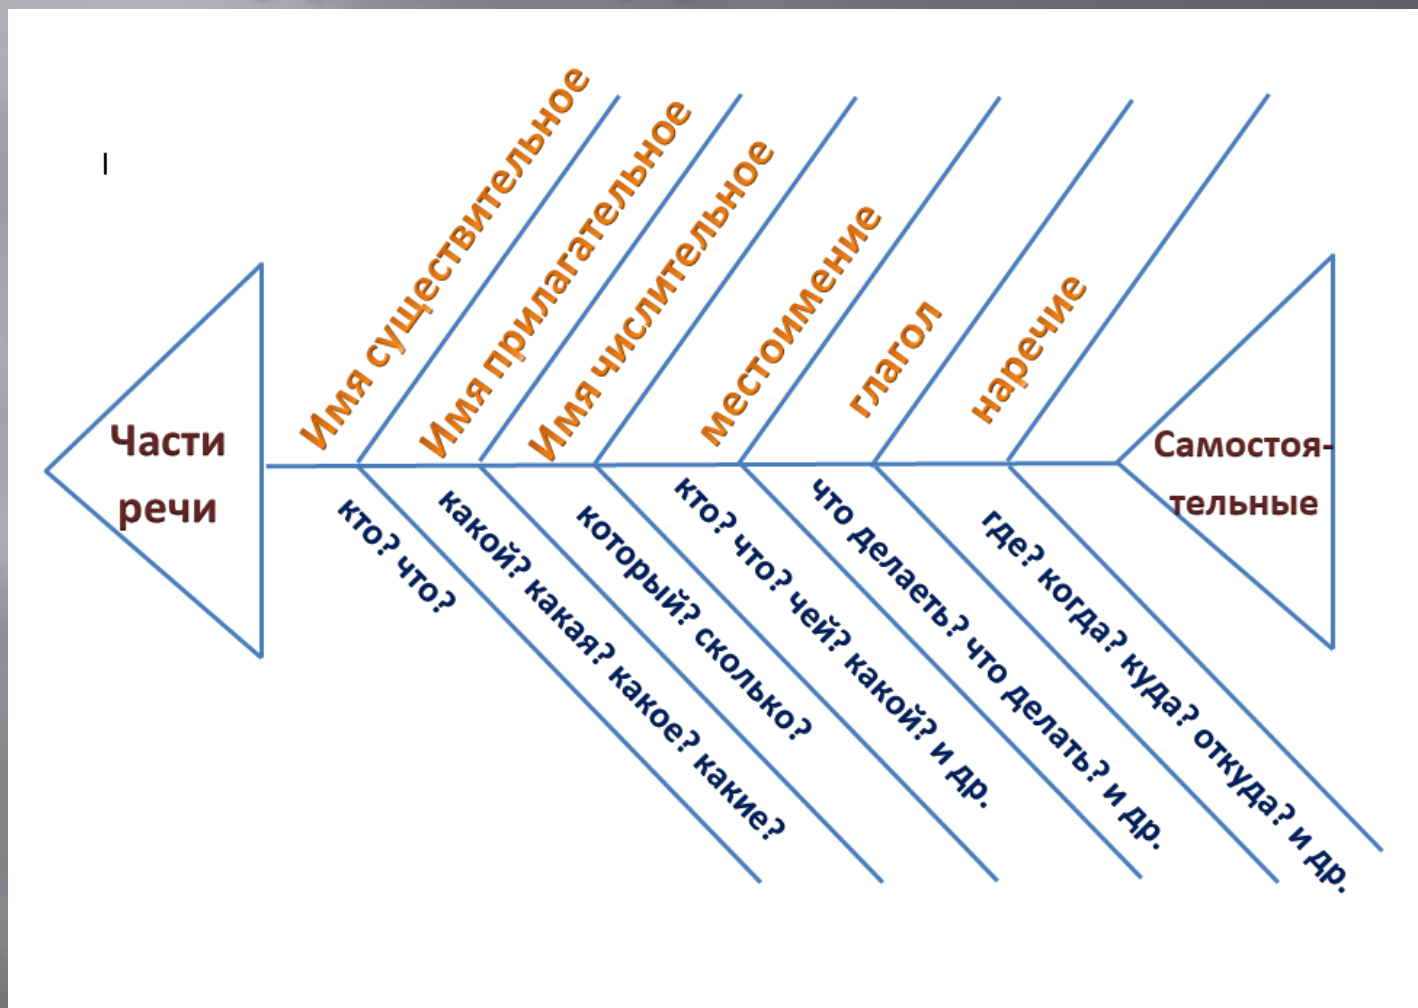 Имя существительное
Имя прилагательное
Имя числительное
местоимение
глагол
наречие
Части
речи
Самостоя-
тельные
кто? что?
какой? какая? какое? какие?
который? сколько?
кто? что? чей? какой? и др.
что делаеть? что делать? и др.
где? когда? куда? откуда? и др.